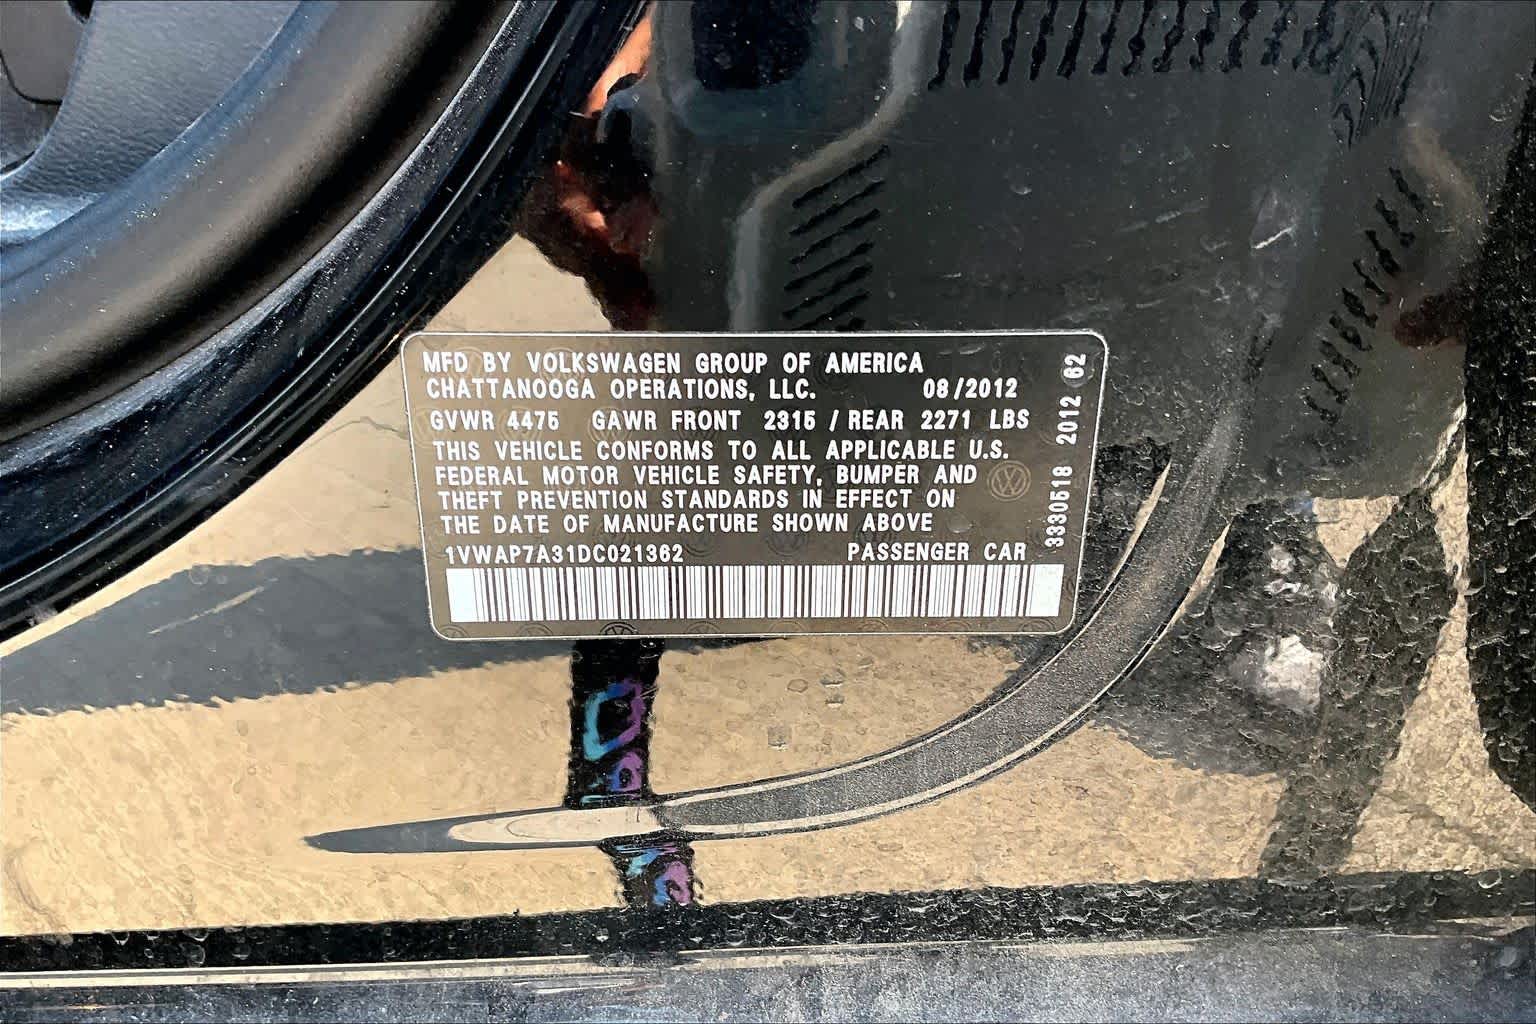 MFD BY VOLKSWAGEN GROUP OF AMERICA
CHATTANOOGA OPERATIONS, LLC. 08/2012
GVWR 4475 GAWR FRONT 2315 / REAR 2271 LBS
THIS VEHICLE CONFORMS TO ALL APPLICABLE U.S.
FEDERAL MOTOR VEHICLE SAFETY, BUMPER AND
THEFT PREVENTION STANDARDS IN EFFECT ON
THE DATE OF MANUFACTURE SHOWN ABOVE
1VWAP7A31DC021362 PASSENGER CAR
3330518 2012 62